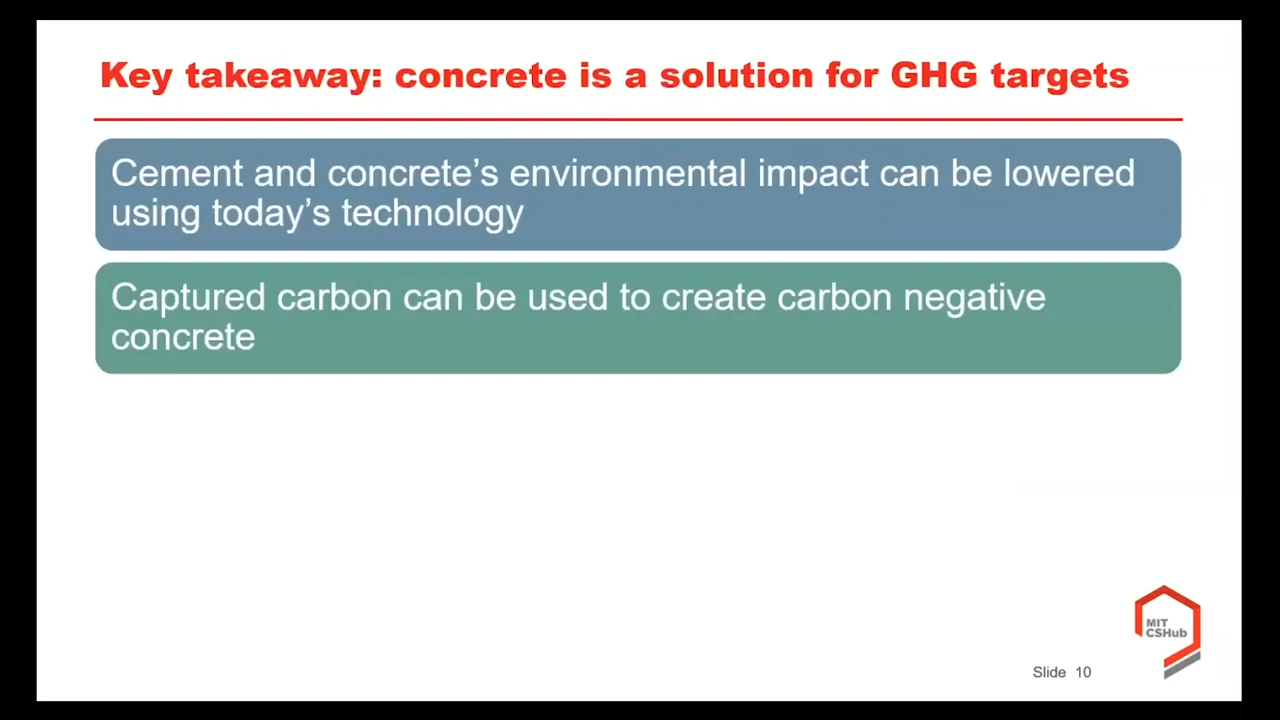 Key takeaway: concrete is a solution for GHG targets
Cement and concrete’s environmental impact can be lowered
using today’s technology
Captured carbon can be used to create carbon negative
concrete
MIT
CSHub
Slide 10